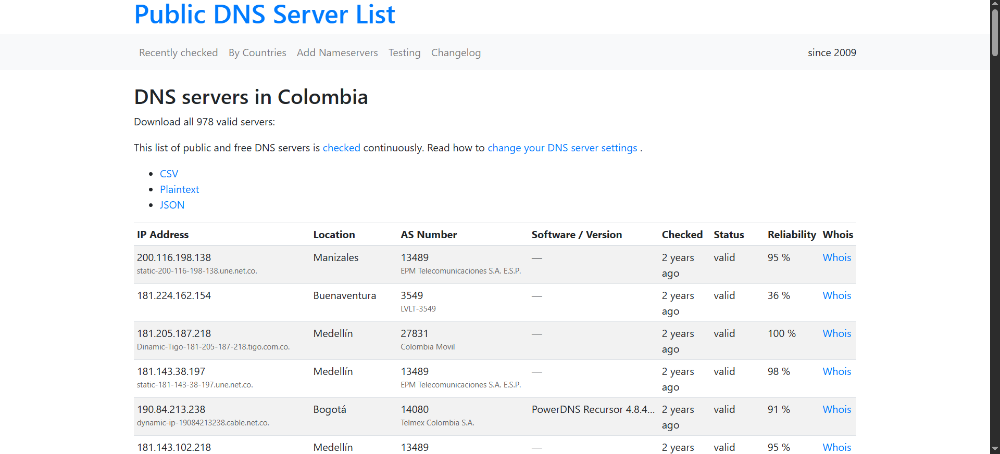 Public DNS Server List
Recently checked By Countries Add Nameservers Testing Changelog since 2009
DNS servers in Colombia
Download all 978 valid servers:
This list of public and free DNS servers is checked continuously. Read how to change your DNS server settings .
CSV
Plaintext
JSON
IP Address Location AS Number Software / Version Checked Status Reliability Whois
200.116.198.138 Manizales 13489 — 2 years valid 95 % Whois
static-200-116-198-138.une.net.co. EPM Telecomunicaciones S.A. E.S.P. ago
181.224.162.154 Buenaventura 3549 — 2 years valid 36 % Whois
LVLT-3549 ago
181.205.187.218 Medellín 27831 — 2 years valid 100 % Whois
Dinamic-Tigo-181-205-187-218.tigo.com.co. Colombia Movil ago
181.143.38.197 Medellín 13489 — 2 years valid 98 % Whois
static-181-143-38-197.une.net.co. EPM Telecomunicaciones S.A. E.S.P. ago
190.84.213.238 Bogotá 14080 PowerDNS Recursor 4.8.4... 2 years valid 91 % Whois
dynamic-ip-19084213238.cable.net.co. Telmex Colombia S.A. ago
181.143.102.218 Medellín 13489 — 2 years valid 95 % Whois